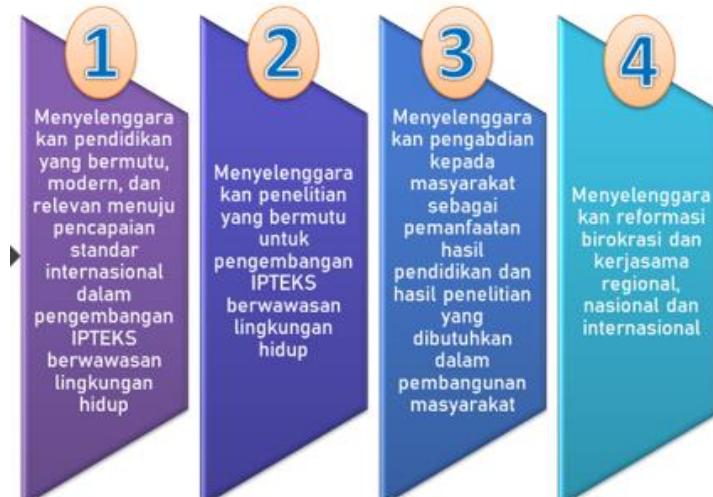 1
Menyelenggara
kan pendidikan
yang bermutu,
modern, dan
relevan menuju
pencapaian
standar
internasional
dalam
pengembangan
IPTEKS
berwawasan
lingkungan
hidup
2
Menyelenggara
kan penelitian
yang bermutu
untuk
pengembangan
IPTEKS
berwawasan
lingkungan
hidup
3
Menyelenggara
kan pengabdian
kepada
masyarakat
sebagai
pemanfaatan
hasil
pendidikan dan
hasil penelitian
yang
dibutuhkan
dalam
pembangunan
masyarakat
4
Menyelenggara
kan reformasi
birokrasi dan
kerjasama
regional,
nasional dan
internasional